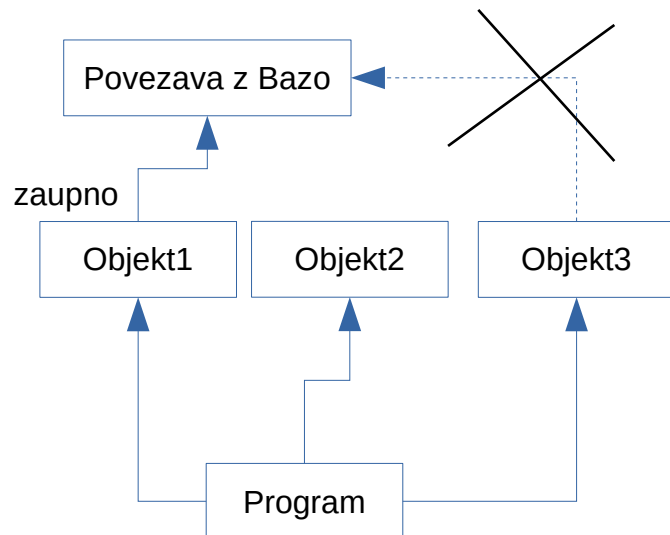 Povezava z Bazo
zaupno
Objekt1
Objekt2
Objekt3
Program